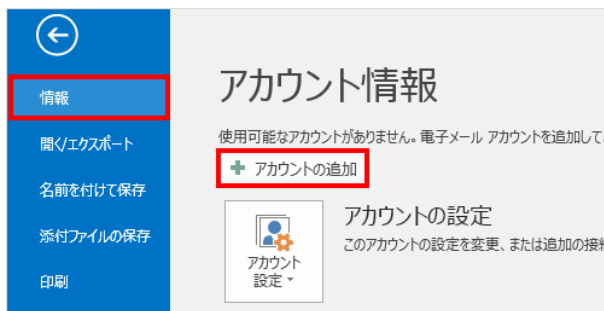 情報
開く/エクスポート
名前を付けて保存
添付ファイルの保存
印刷
アカウント情報
使用可能なアカウントがありません。電子メール アカウントを追加して、
アカウントの追加
アカウント
設定
アカウントの設定
このアカウントの設定を変更、または追加の接